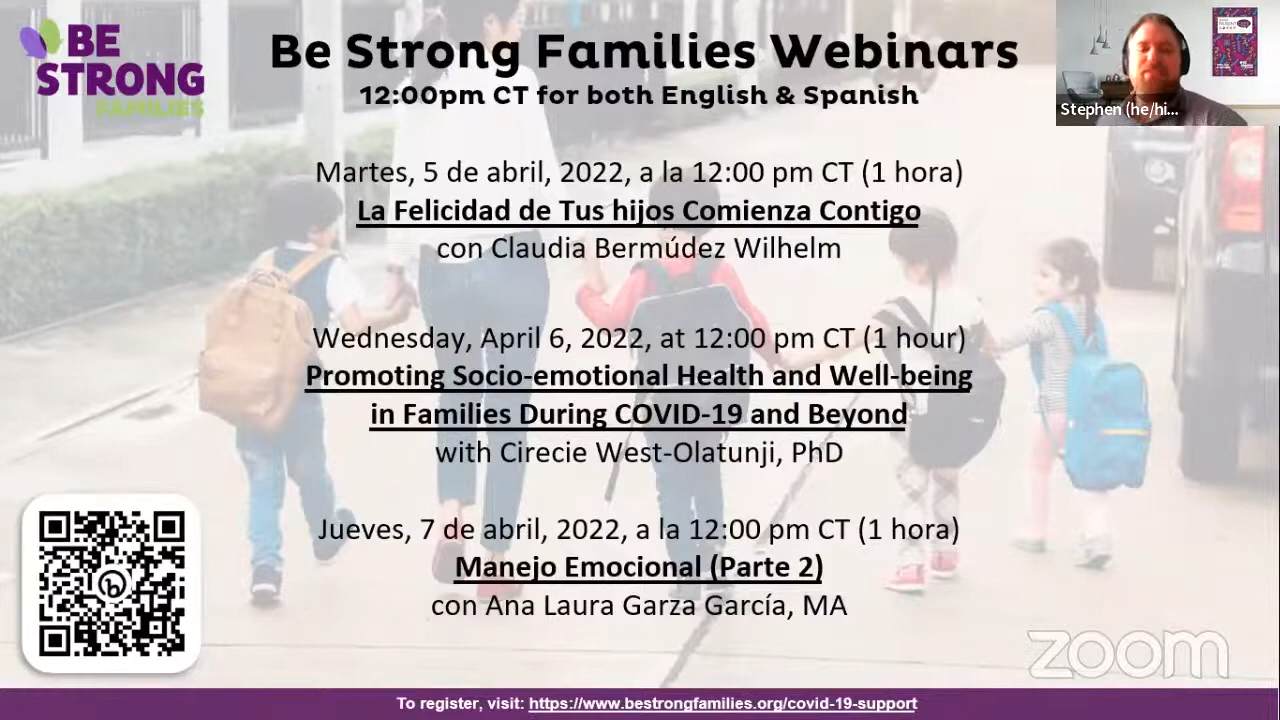 BE
STRONG
FAMILIES
Be Strong Families Webinars
12:00pm CT for both English & Spanish
Stephen (he/hi...
Martes, 5 de abril, 2022, a la 12:00 pm CT (1 hora)
La Felicidad de Tus hijos Comienza Contigo
con Claudia Bermúdez Wilhelm
Wednesday, April 6, 2022, at 12:00 pm CT (1 hour)
Promoting Socio-emotional Health and Well-being
in Families During COVID-19 and Beyond
with Cirecie West-Olatunji, PhD
Jueves, 7 de abril, 2022, a la 12:00 pm CT (1 hora)
Manejo Emocional (Parte 2)
con Ana Laura Garza García, MA
zoom
To register, visit: https://www.bestrongfamilies.org/covid-19-support